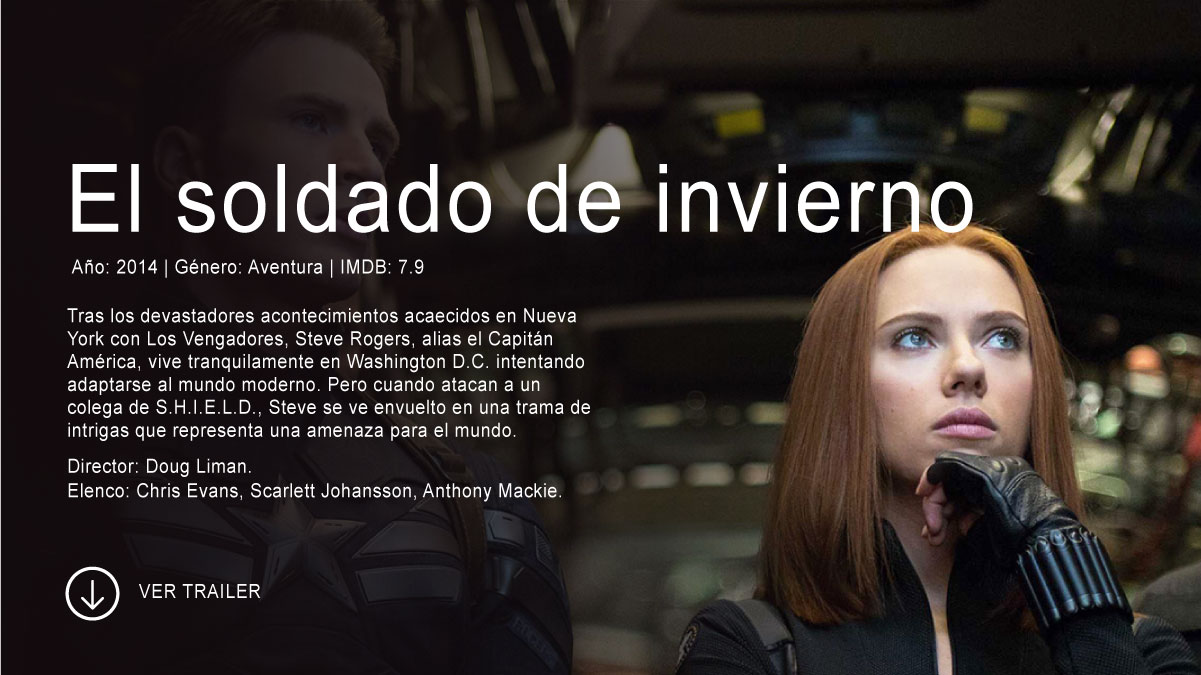 El soldado de invierno
Año: 2014 | Género: Aventura | IMDB: 7.9
Tras los devastadores acontecimientos acaecidos en Nueva
York con Los Vengadores, Steve Rogers, alias el Capitán
América, vive tranquilamente en Washington D.C. intentando
adaptarse al mundo moderno. Pero cuando atacan a un
colega de S.H.I.E.L.D., Steve se ve envuelto en una trama de
intrigas que representa una amenaza para el mundo.
Director: Doug Liman.
Elenco: Chris Evans, Scarlett Johansson, Anthony Mackie.
VER TRAILER